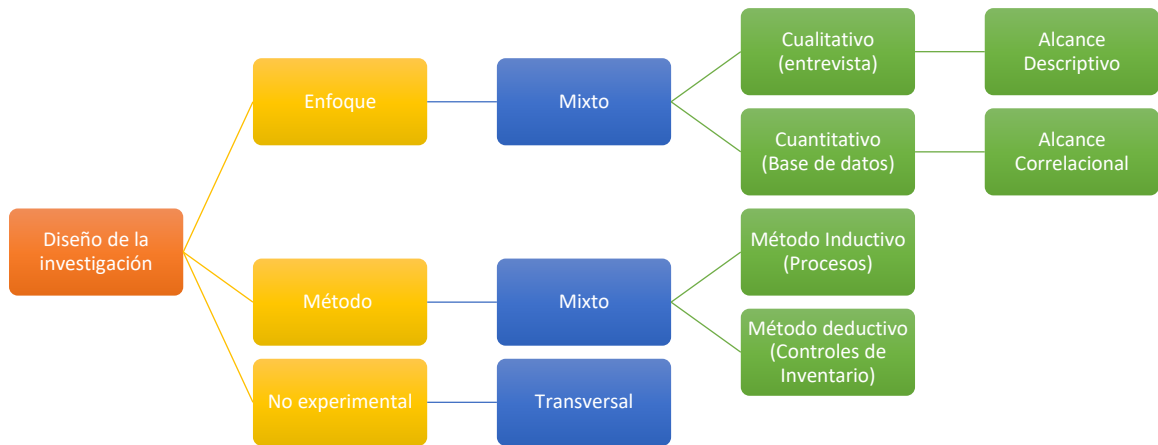 Diseño de la
investigación
Enfoque
Mixto
Cualitativo
(entrevista)
Alcance
Descriptivo
Cuantitativo
(Base de datos)
Alcance
Correlacional
Método
Mixto
Método Inductivo
(Procesos)
Método deductivo
(Controles de
Inventario)
No experimental
Transversal